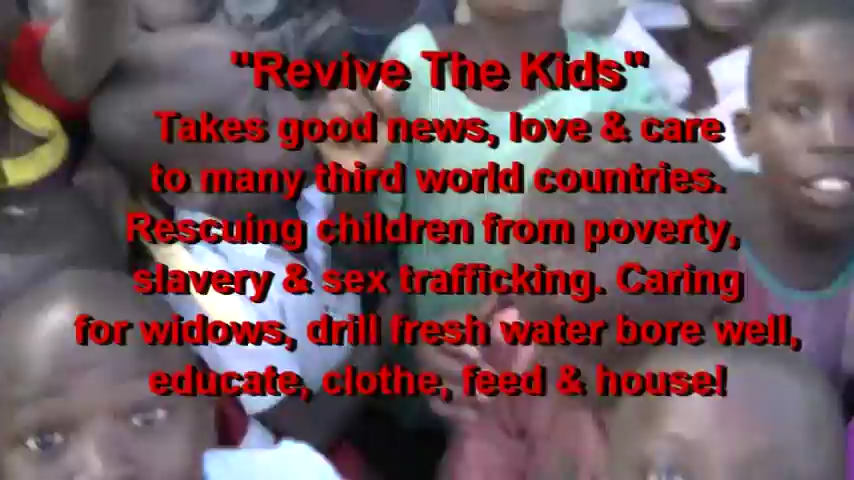 "Revive The Kids"
Takes good news, love & care
to many third world countries.
Rescuing children from poverty,
slavery & sex trafficking. Caring
for widows, drill fresh water bore well,
educate, clothe, feed & house!